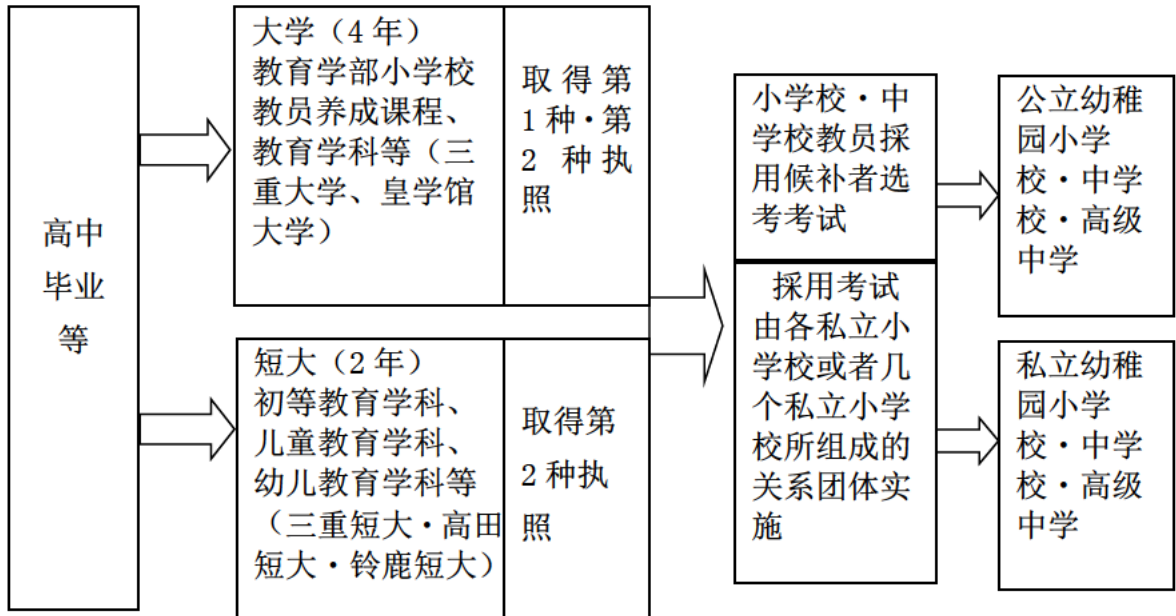 高中
毕业
等
大学（4 年）
教育学部小学校
教员养成课程、
教育学科等（三
重大学、皇学馆
大学）
取得第
1 种·第
2 种执
照
短大（2 年）
初等教育学科、
儿童教育学科、
幼儿教育学科等
（三重短大・高田
短大・铃鹿短大）
取得第
2 种执
照
小学校・中
学校教员採
用候补者选
考考试
採用考试
由各私立小
学校或者几
个私立小学
校所组成的
关系团体实
施
公立幼稚
园小学
校・中学
校・高级
中学
私立幼稚
园小学
校・中学
校・高级
中学